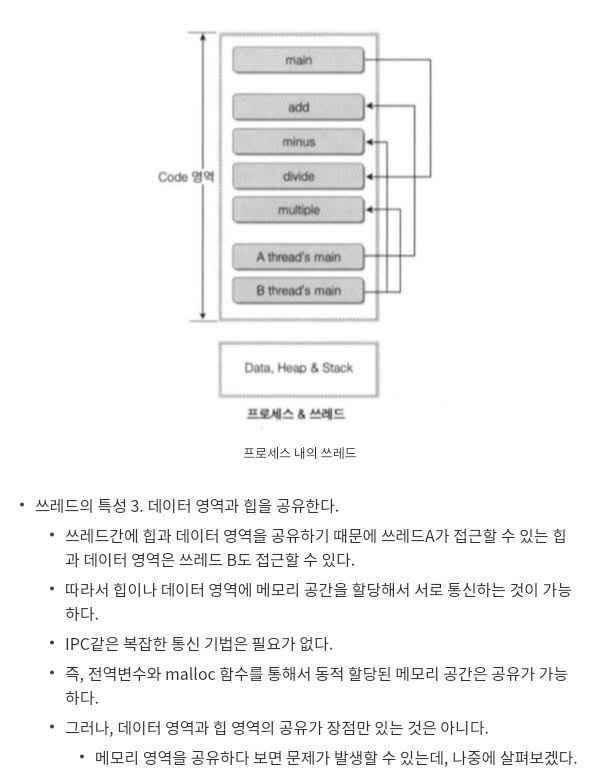 main
add
minus
divide
Code 영역
multiple
A thread's main
B thread's main
Data, Heap & Stack
프로세스 & 쓰레드
프로세스 내의 쓰레드
• 쓰레드의 특성 3. 데이터 영역과 힙을 공유한다.
• 쓰레드간에 힙과 데이터 영역을 공유하기 때문에 쓰레드A가 접근할 수 있는 힙
과 데이터 영역은 쓰레드 B도 접근할 수 있다.
• 따라서 힙이나 데이터 영역에 메모리 공간을 할당해서 서로 통신하는 것이 가능
하다.
• IPC같은 복잡한 통신 기법은 필요가 없다.
• 즉, 전역변수와 malloc 함수를 통해서 동적 할당된 메모리 공간은 공유가 가능
하다.
• 그러나, 데이터 영역과 힙 영역의 공유가 장점만 있는 것은 아니다.
• 메모리 영역을 공유하다 보면 문제가 발생할 수 있는데, 나중에 살펴보겠다.